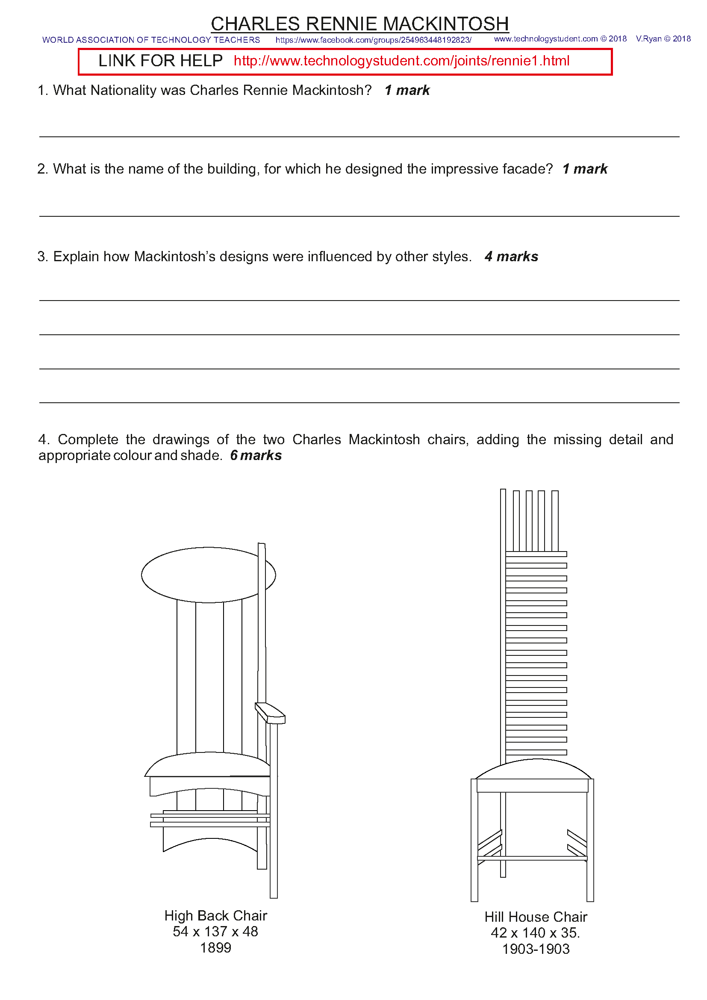 CHARLES RENNIE MACKINTOSH
WORLD ASSOCIATION OF TECHNOLOGY TEACHERS https://www.facebook.com/groups/254963448192823/ www.technologystudent.com © 2018 V.Ryan © 2018
LINK FOR HELP http://www.technologystudent.com/joints/rennie1.html
1. What Nationality was Charles Rennie Mackintosh? 1 mark
2. What is the name of the building, for which he designed the impressive facade? 1 mark
3. Explain how Mackintosh’s designs were influenced by other styles. 4 marks
4. Complete the drawings of the two Charles Mackintosh chairs, adding the missing detail and
appropriate colour and shade. 6 marks
High Back Chair
54 x 137 x 48
1899
Hill House Chair
42 x 140 x 35.
1903-1903